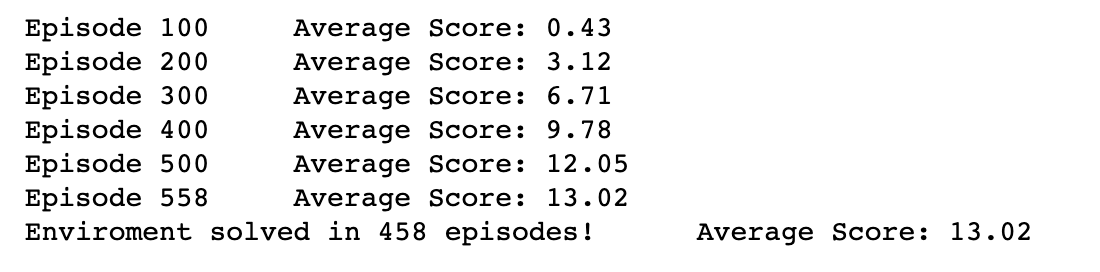 Episode 100	Average Score: 0.43
Episode 200	Average Score: 3.12
Episode 300	Average Score: 6.71
Episode 400	Average Score: 9.78
Episode 500	Average Score: 12.05
Episode 558	Average Score: 13.02
Enviroment solved in 458 episodes!	Average Score: 13.02